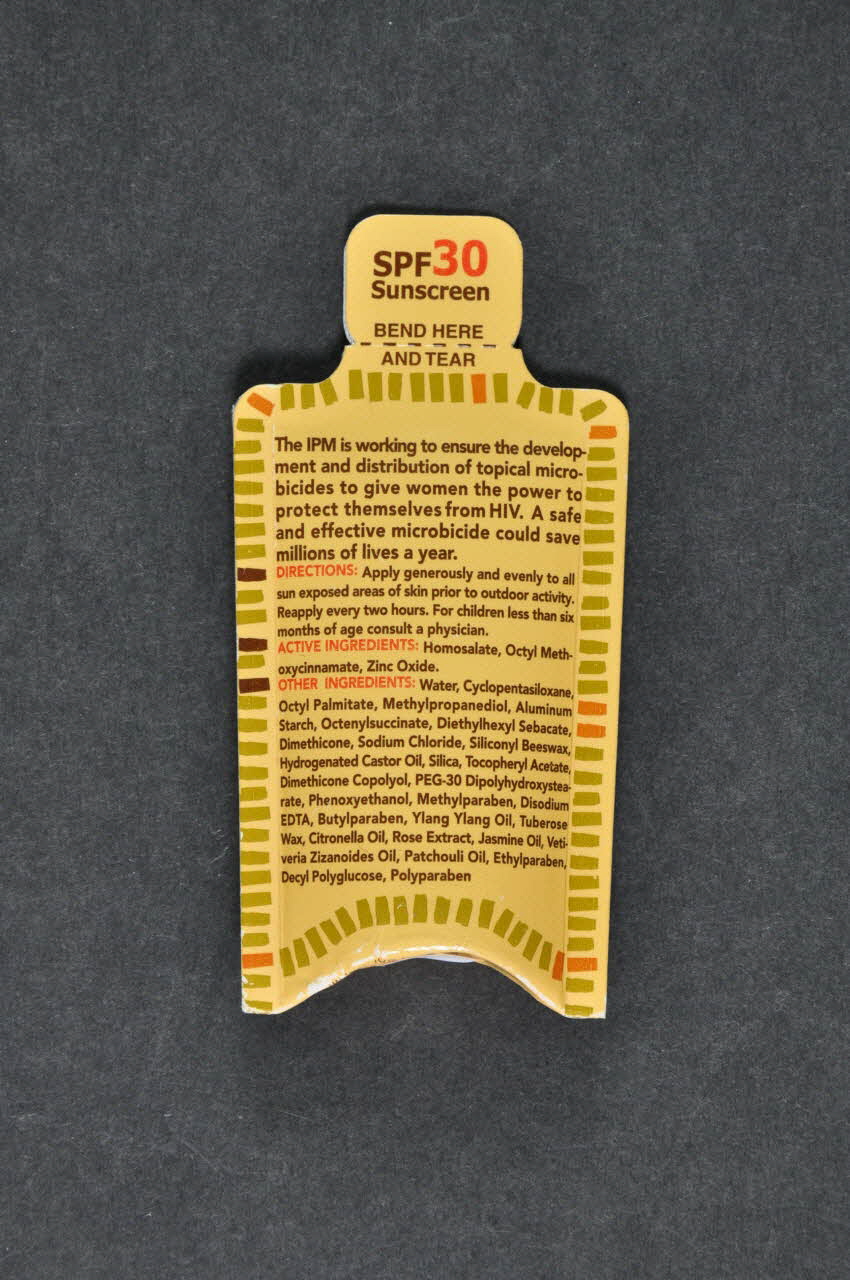 SPF30
Sunscreen
BEND HERE
AND TEAR
The IPM is working to ensure the develop-
ment and distribution of topical micro-
bicides to give women the power to
protect themselves from HIV. A safe
and effective microbicide could save
millions of lives a year.
DIRECTIONS: Apply generously and evenly to all
sun exposed areas of skin prior to outdoor activity.
Reapply every two hours. For children less than six
months of age consult a physician.
ACTIVE INGREDIENTS: Homosalate, Octyl Meth-
oxycinnamate, Zinc Oxide.
OTHER INGREDIENTS: Water, Cyclopentasiloxane,
Octyl Palmitate, Methylpropanediol, Aluminum
Starch, Octenylsuccinate, Diethylhexyl Sebacate,
Dimethicone, Sodium Chloride, Siliconyl Beeswax,
Hydrogenated Castor Oil, Silica, Tocopheryl Acetate,
Dimethicone Copolyol, PEG-30 Dipolyhydroxystea-
rate, Phenoxyethanol, Methylparaben, Disodium
EDTA, Butylparaben, Ylang Ylang Oil, Tuberose
Wax, Citronella Oil, Rose Extract, Jasmine Oil, Veti-
veria Zizanoides Oil, Patchouli Oil, Ethylparaben,
Decyl Polyglucose, Polyparaben